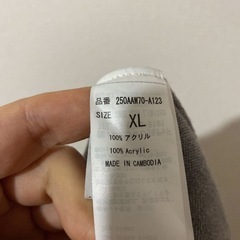 品番 250AAM70-A123
SIZE XL
100% アクリル
100% Acrylic
MADE IN CAMBODIA